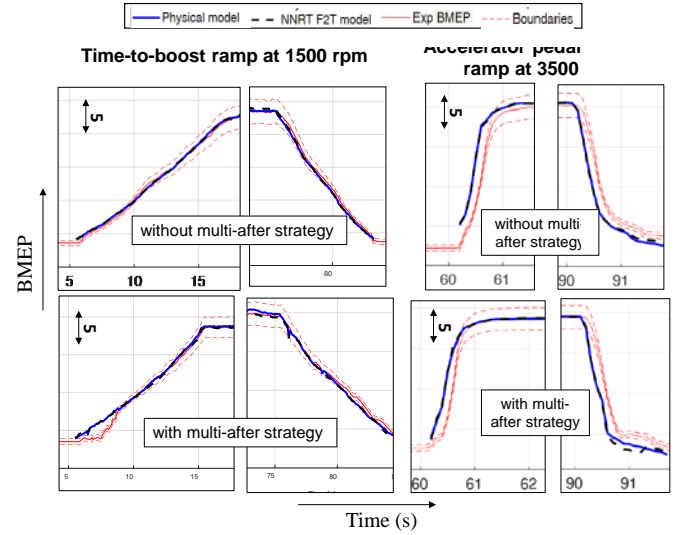 Physical model NNRT F2T model Exp BMEP Boundaries
Time-to-boost ramp at 1500 rpm
Accelerator pedal
ramp at 3500
5
5
without multi-after strategy
without multi-
after strategy
5 10 15
80
60 61
90 91
BMEP
5
5
with multi-after strategy
with multi-
after strategy
5 10 15
75 80 8
60 61 62
90 91
Time (s)